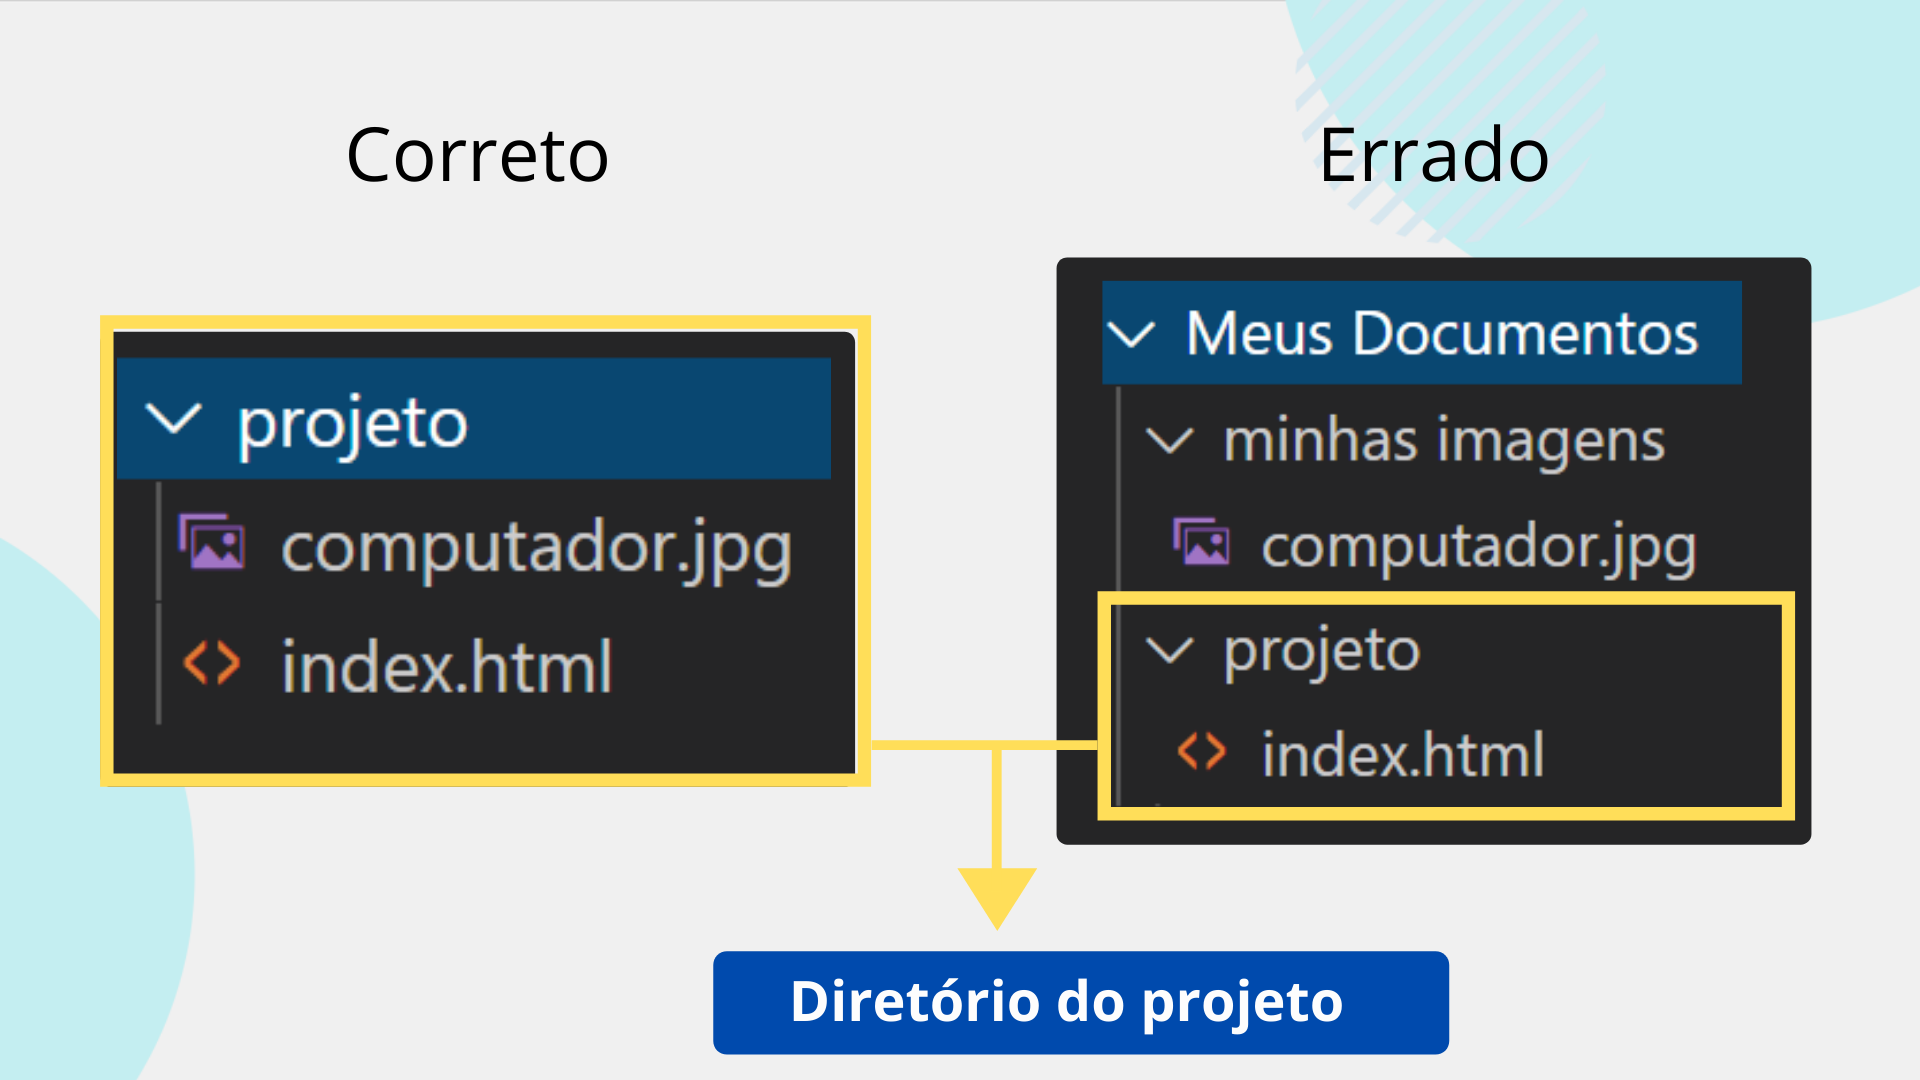 Correto
projeto
computador.jpg
index.html
Errado
Meus Documentos
minhas imagens
computador.jpg
projeto
index.html
Diretório do projeto